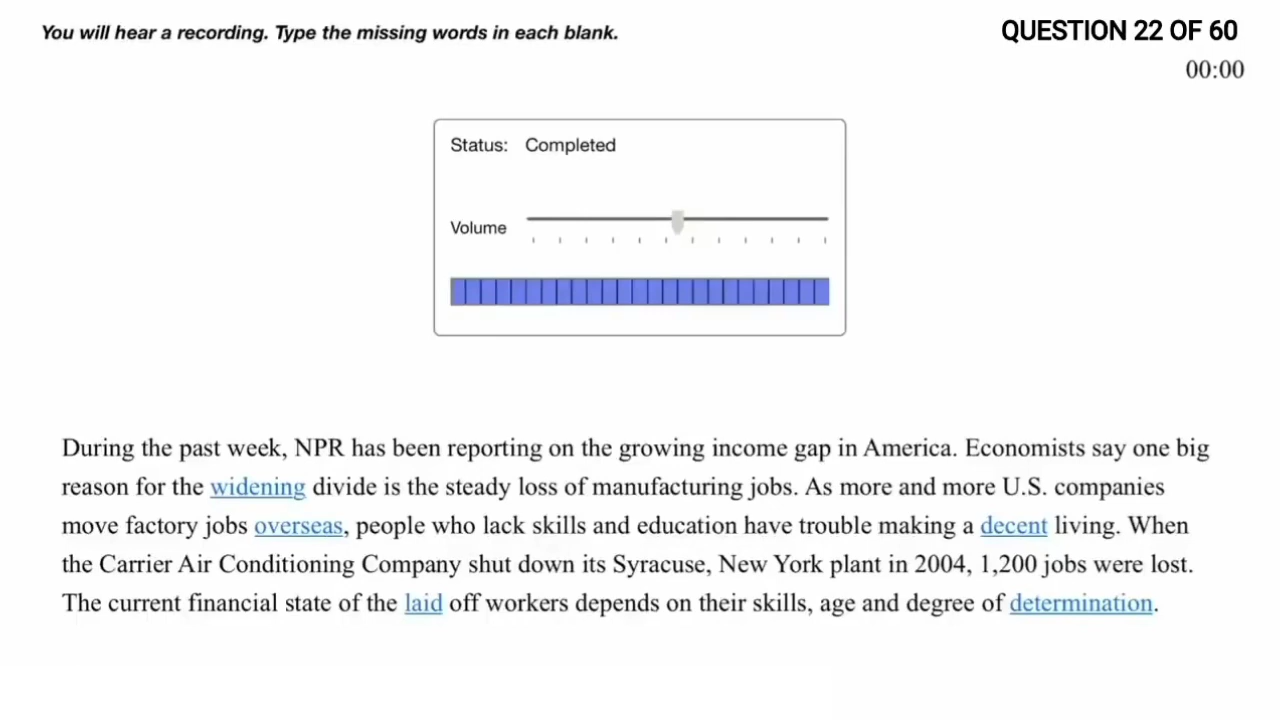 You will hear a recording. Type the missing words in each blank.
QUESTION 22 OF 60
00:00
Status: Completed
Volume
During the past week, NPR has been reporting on the growing income gap in America. Economists say one big
reason for the widening divide is the steady loss of manufacturing jobs. As more and more U.S. companies
move factory jobs overseas, people who lack skills and education have trouble making a decent living. When
the Carrier Air Conditioning Company shut down its Syracuse, New York plant in 2004, 1,200 jobs were lost.
The current financial state of the laid off workers depends on their skills, age and degree of determination.